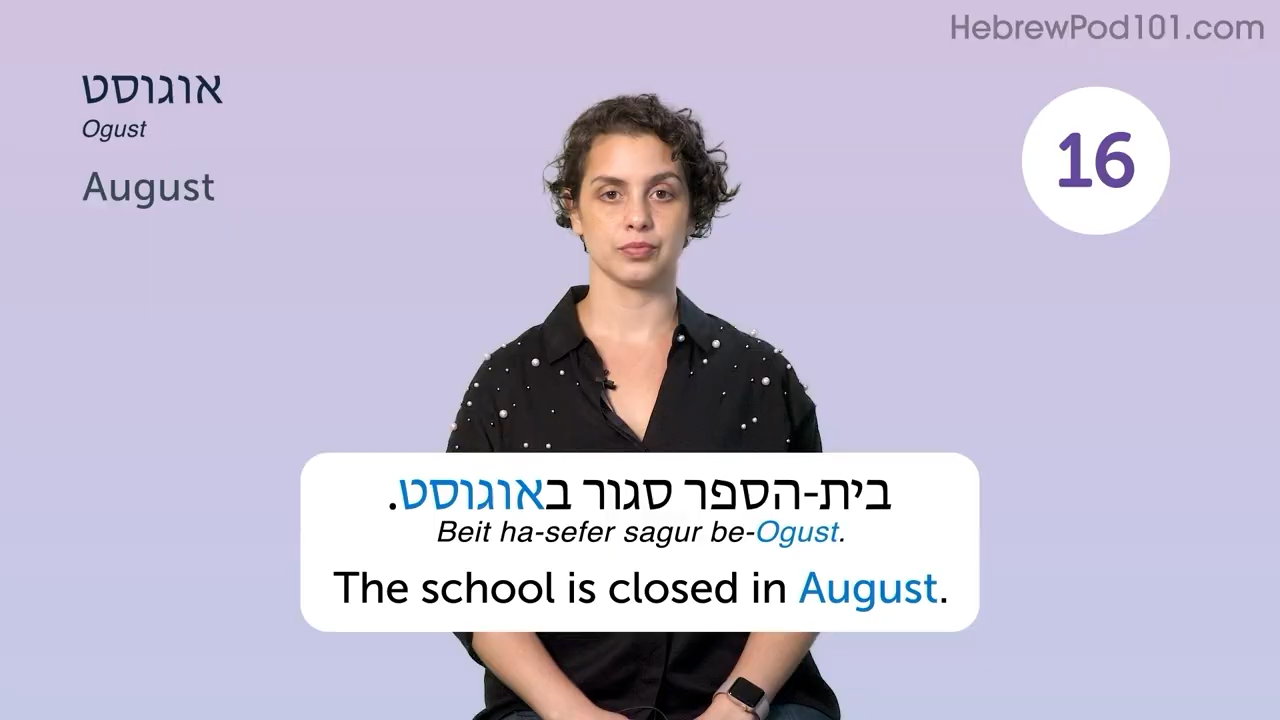 HebrewPod101.com
אוגוסט
Ogust
August
16
בית-הספר סגור באוגוסט.
Beit ha-sefer sagur be-Ogust.
The school is closed in August.